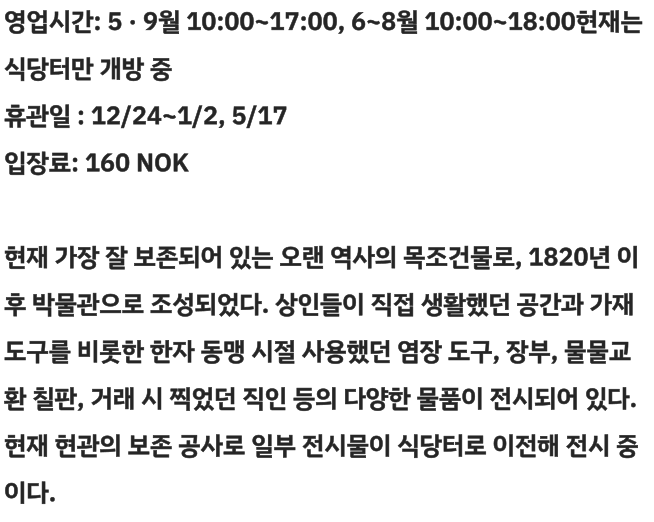 영업시간: 5 · 9월 10:00~17:00, 6~8월 10:00~18:00현재는
식당터만 개방 중
휴관일 : 12/24~1/2, 5/17
입장료: 160 NOK
현재 가장 잘 보존되어 있는 오랜 역사의 목조건물로, 1820년 이
후 박물관으로 조성되었다. 상인들이 직접 생활했던 공간과 가재
도구를 비롯한 한자 동맹 시절 사용했던 염장 도구, 장부, 물물교
환 칠판, 거래 시 찍었던 직인 등의 다양한 물품이 전시되어 있다.
현재 현관의 보존 공사로 일부 전시물이 식당터로 이전해 전시 중
이다.